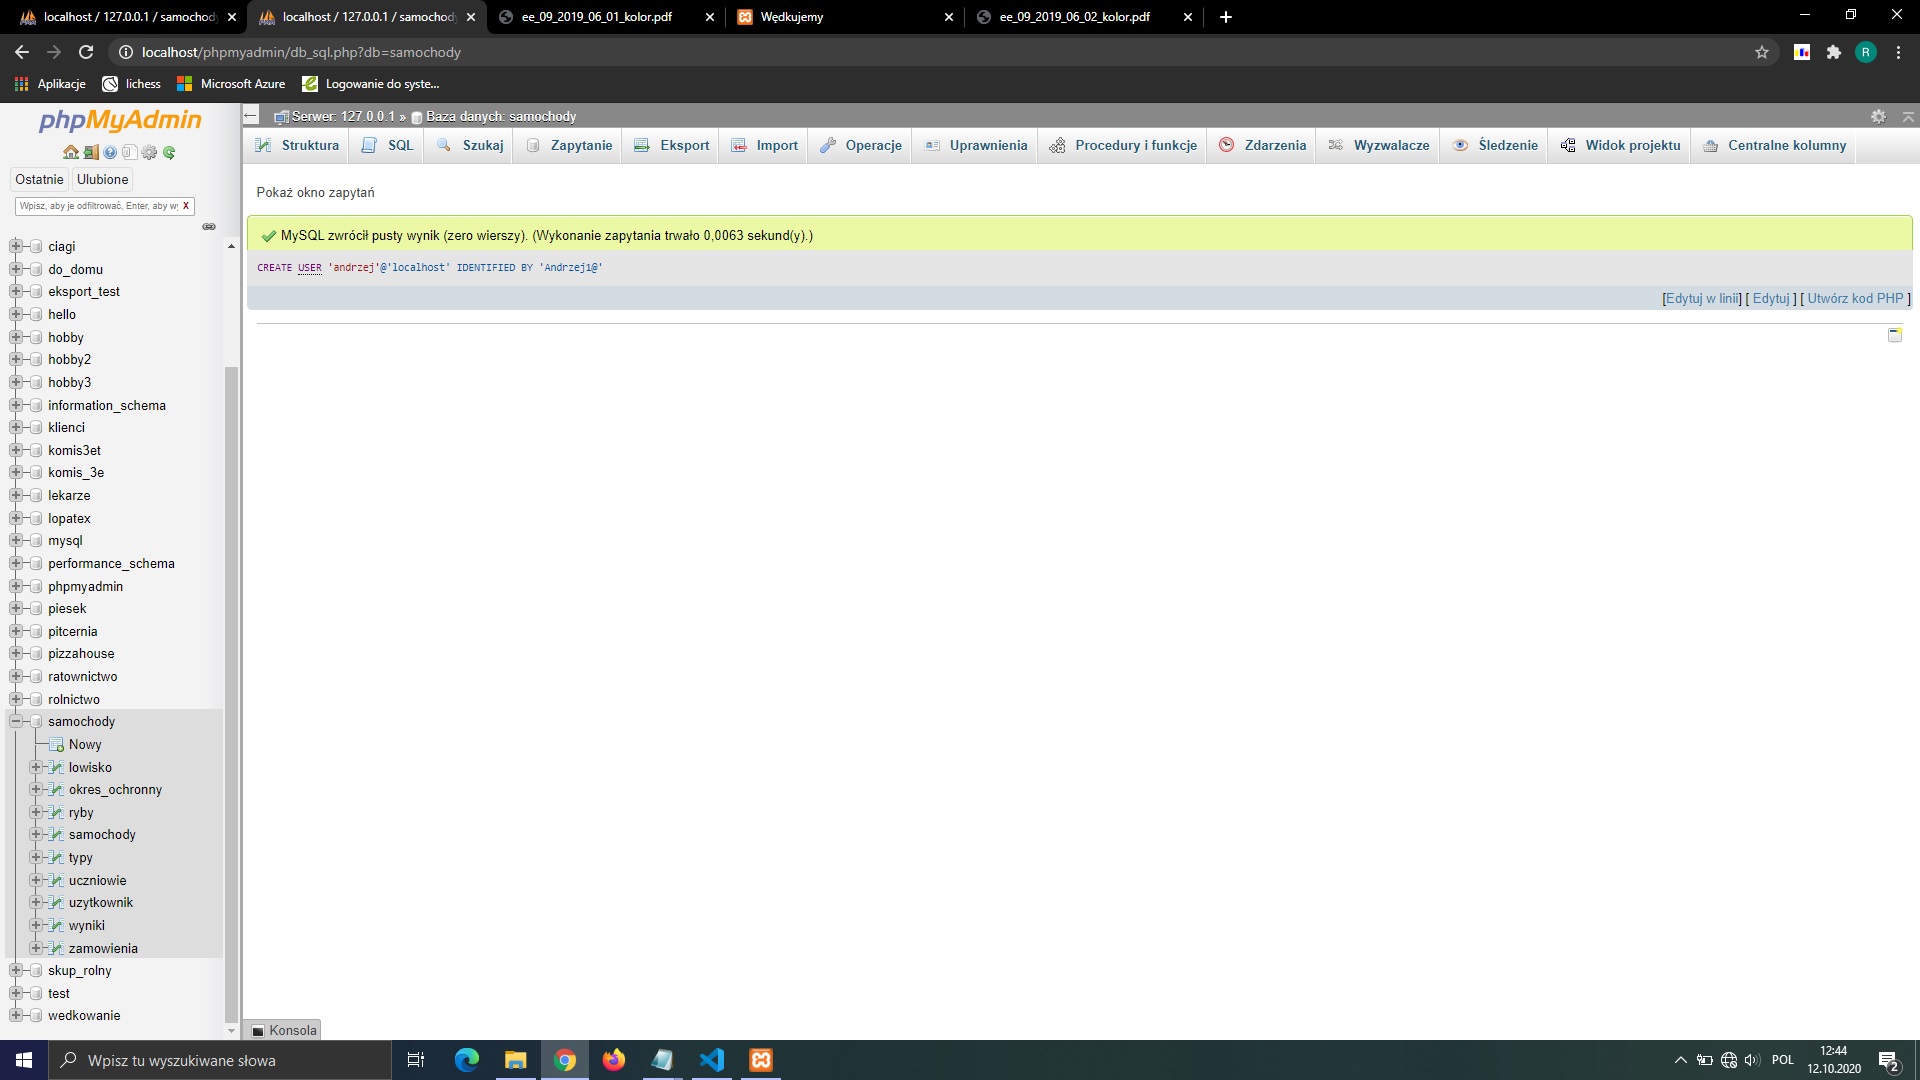 localhost / 127.0.0.1 / samochody
localhost / 127.0.0.1 / samochody
ee_09_2019_06_01_kolor.pdf
Wędkujemy
ee_09_2019_06_02_kolor.pdf
localhost/phpmyadmin/db_sql.php?db=samochody
R
Aplikacje
lichess
Microsoft Azure
Logowanie do syste...
phpMyAdmin
Serwer: 127.0.0.1 » Baza danych: samochody
Struktura
SQL
Szukaj
Zapytanie
Eksport
Import
Operacje
Uprawnienia
Procedury i funkcje
Zdarzenia
Wyzwalacze
Śledzenie
Widok projektu
Centralne kolumny
Ostatnie
Ulubione
Wpisz, aby je odfiltrować, Enter, aby wy
X
Pokaż okno zapytań
MySQL zwrócił pusty wynik (zero wierszy). (Wykonanie zapytania trwało 0,0063 sekund(y).)
CREATE USER 'andrzej'@'localhost' IDENTIFIED BY 'Andrzej1@'
[Edytuj w linii] [ Edytuj ] [ Utwórz kod PHP ]
ciagi
do_domu
eksport_test
hello
hobby
hobby2
hobby3
information_schema
klienci
komis3et
komis_3e
lekarze
lopatex
mysql
performance_schema
phpmyadmin
piesek
pitcernia
pizzahouse
ratownictwo
rolnictwo
samochody
Nowy
lowisko
okres_ochronny
ryby
samochody
typy
uczniowie
uzytkownik
wyniki
zamowienia
skup_rolny
test
wedkowanie
Konsola
Wpisz tu wyszukiwane słowa
POL
12:44
12.10.2020
2